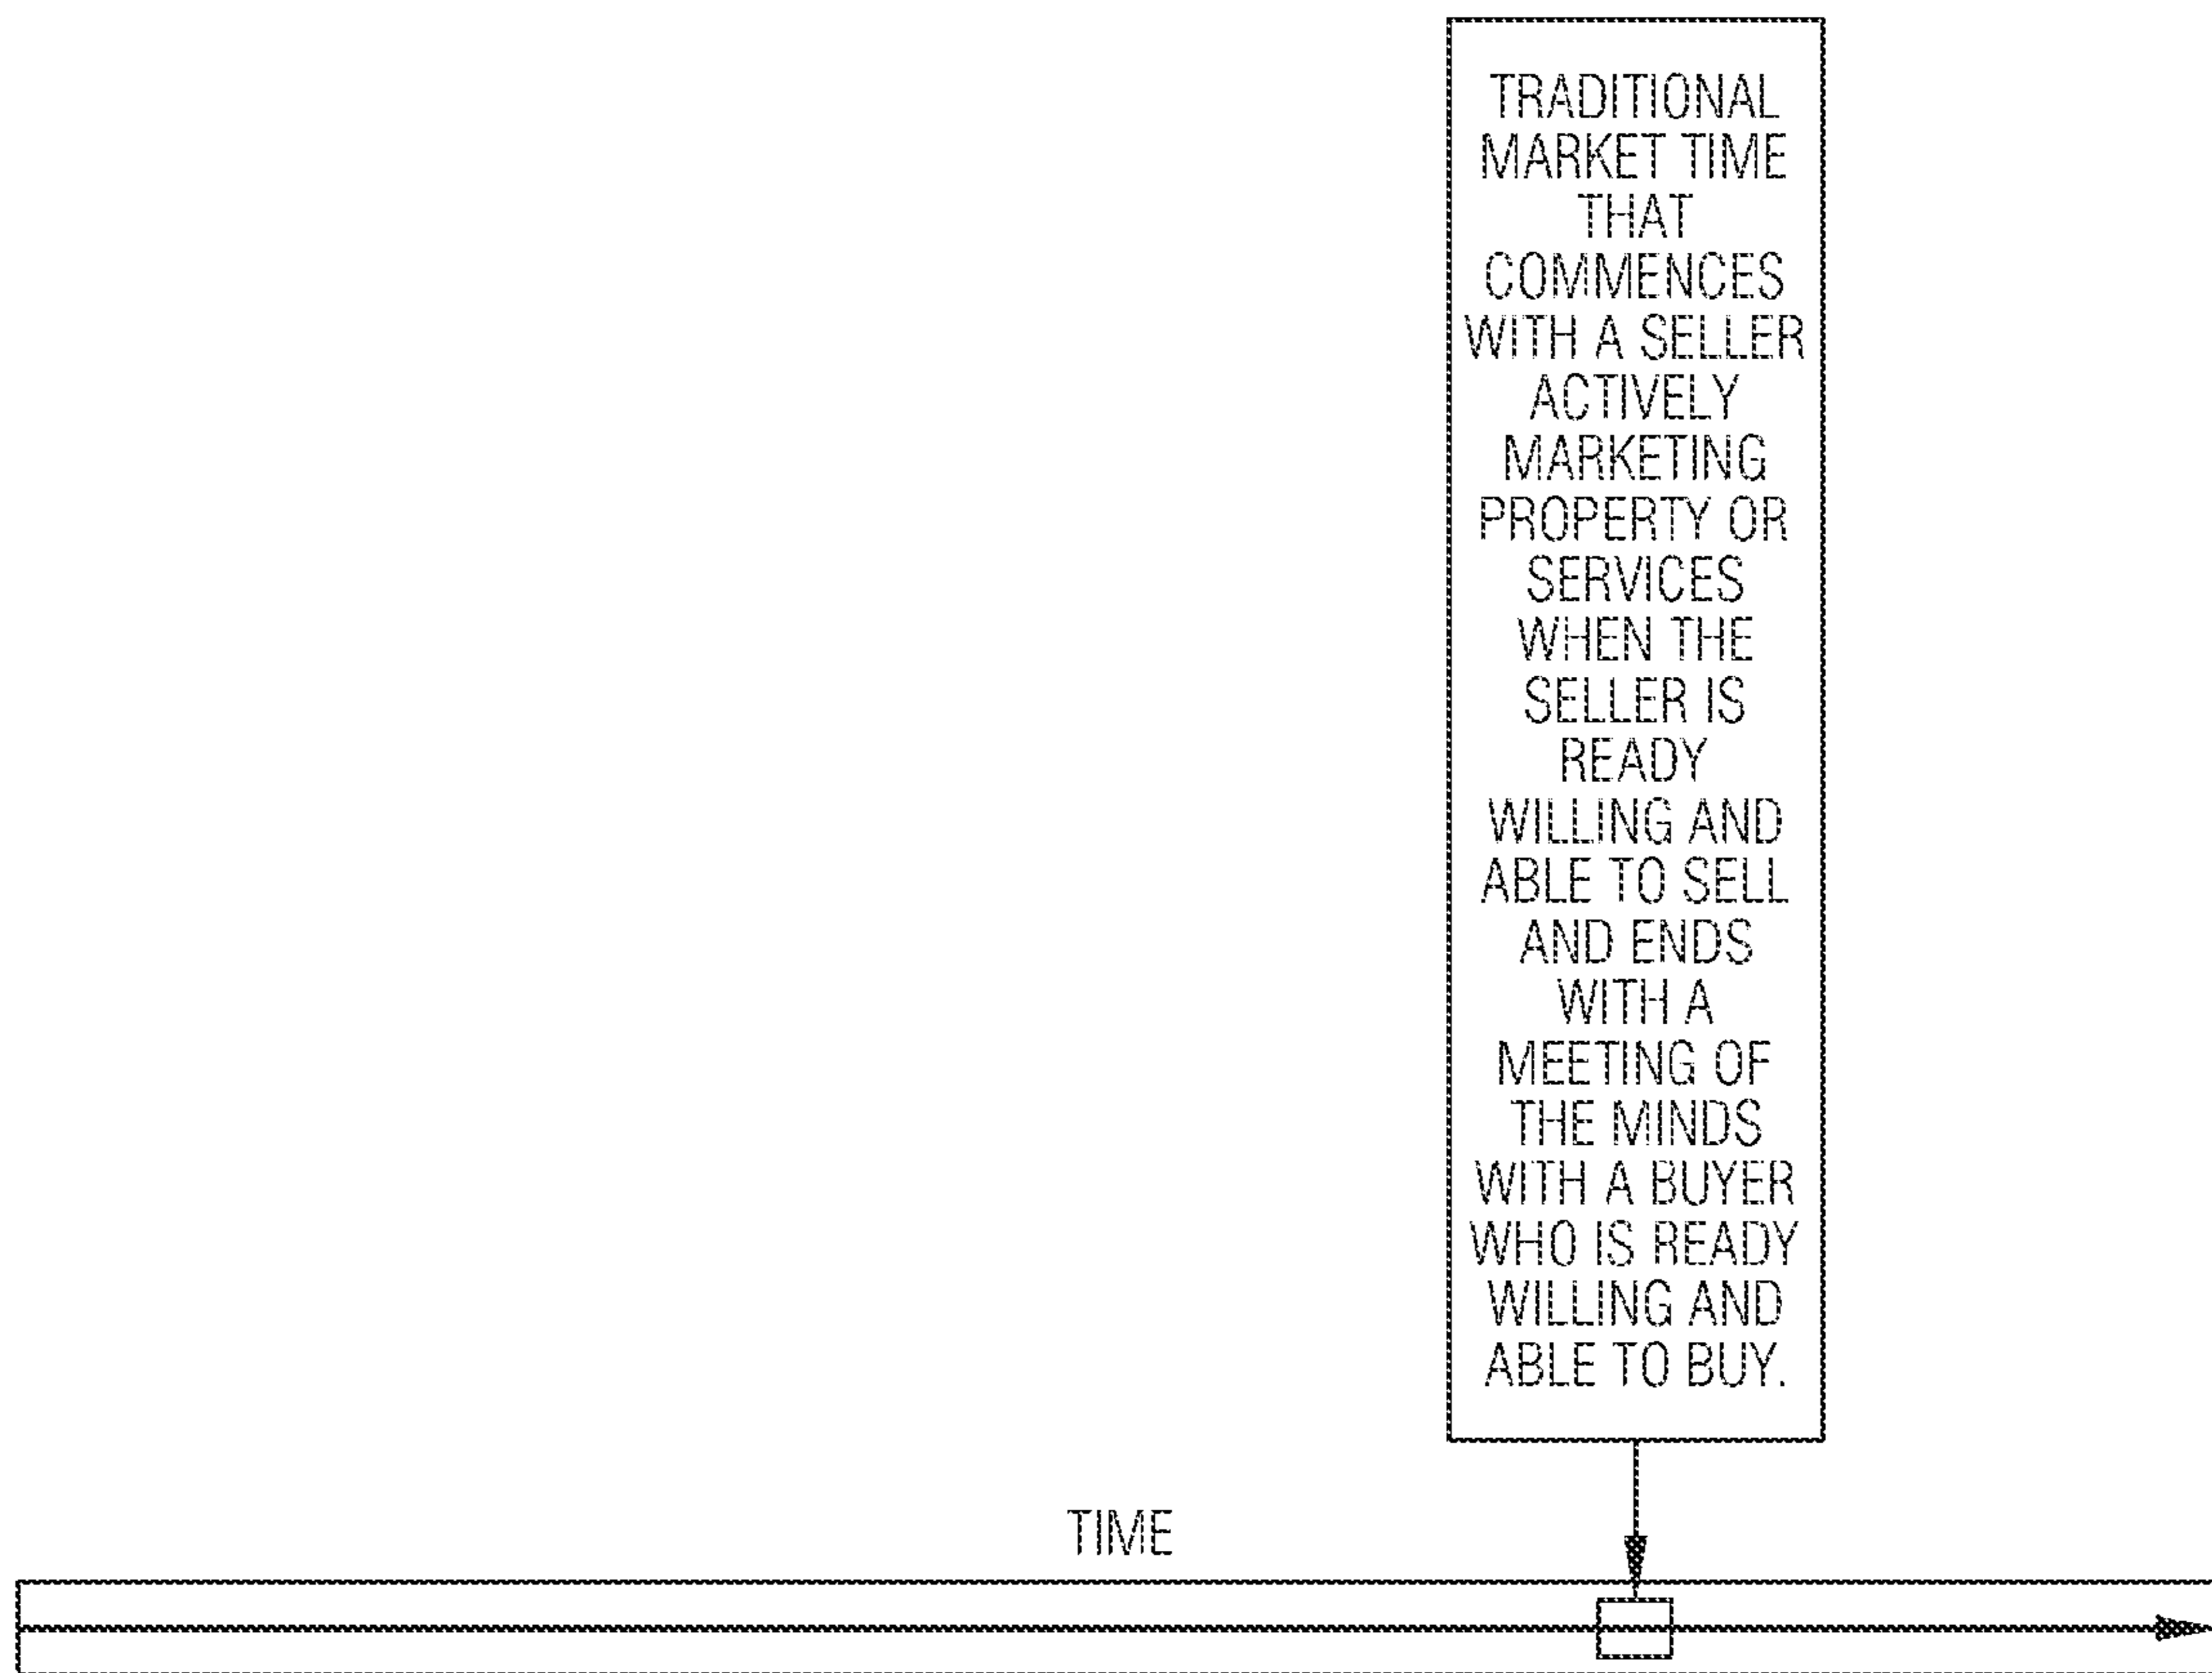 TRADITIONAL
MARKET TIME
THAT
COMMENCES
WITH A SELLER
ACTIVELY
MARKETING
PROPERTY OR
SERVICES
WHEN THE
SELLER IS
READY
WILLING AND
ABLE TO SELL
AND ENDS
WITH A
MEETING OF
THE MINDS
WITH A BUYER
WHO IS READY
WILLING AND
ABLE TO BUY.
TIME